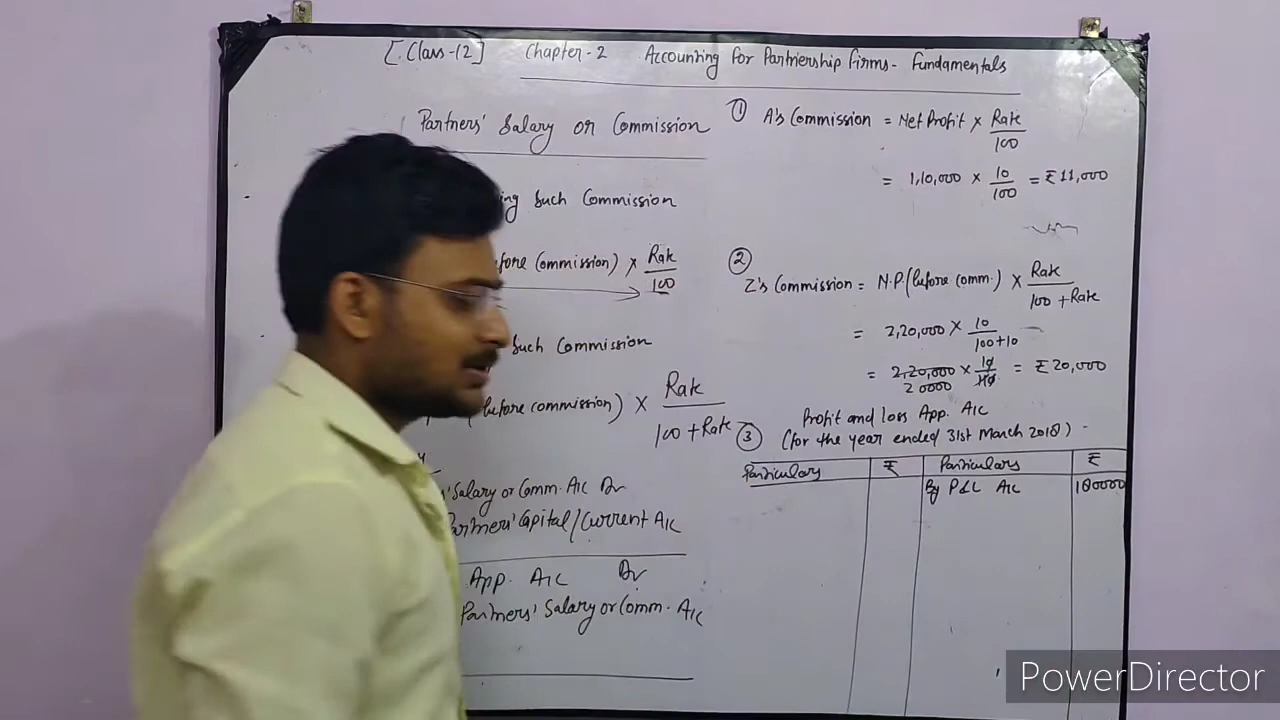 [Class-12] Chapter-2 Accounting for Partnership Firms- Fundamentals
Partners' Salary or Commission
ing Such Commission
fore Commission) × Rate/100
Such Commission
(before commission) × Rate/100 + Rate
Salary or Comm. A/c Dr
Partners' Capital/Current A/c
App. A/c Dr
Partners' Salary or Comm. A/c
① A's Commission = Net Profit × Rate/100
= 1,10,000 × 10/100 = ₹ 11,000
②
Z's Commission = N.P. (before comm.) × Rate/100 + Rate
= 2,20,000 × 10/100+10
= 2,20,000 × 10/110 = ₹ 20,000
20000
Profit and loss App. A/c
③ (for the year ended 31st March 2018)
Particulars ₹ Particulars ₹
By P&L A/c 180000
PowerDirector